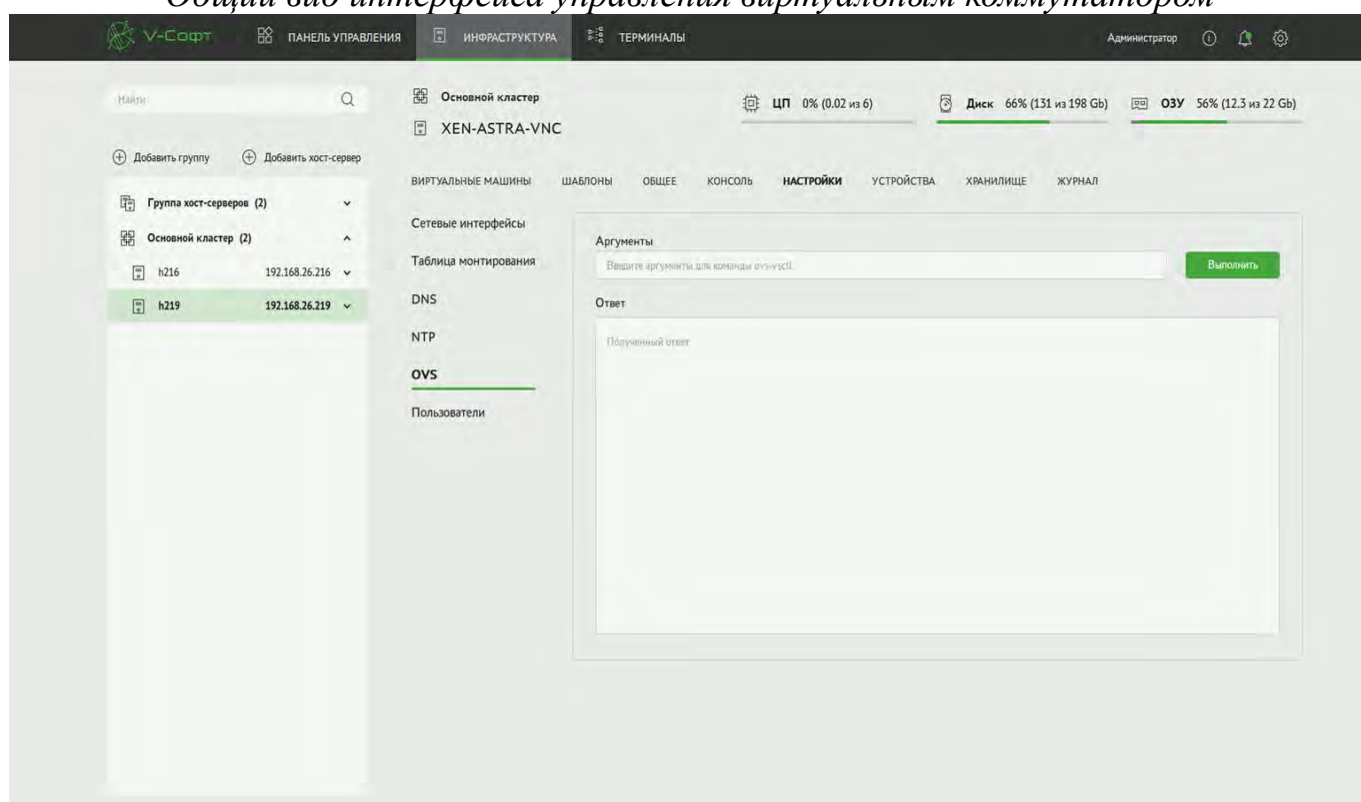 Общий вид интерфейса управления виртуальным коммутатором
V-Софт ПАНЕЛЬ УПРАВЛЕНИЯ ИНФРАСТРУКТУРА ТЕРМИНАЛЫ Администратор
Найти
Основной кластер
ЦП 0% (0.02 из 6) Диск 66% (131 из 198 Gb) ОЗУ 56% (12.3 из 22 Gb)
XEN-ASTRA-VNC
Добавить группу Добавить хост-сервер
ВИРТУАЛЬНЫЕ МАШИНЫ ШАБЛОНЫ ОБЩЕЕ КОНСОЛЬ НАСТРОЙКИ УСТРОЙСТВА ХРАНИЛИЩЕ ЖУРНАЛ
Группа хост-серверов (2)
Основной кластер (2)
h216 192.168.26.216
h219 192.168.26.219
Сетевые интерфейсы
Таблица монтирования
DNS
NTP
OVS
Пользователи
Аргументы
Введите аргументы для команды ovs-vsctl
Выполнить
Ответ
Полученный ответ